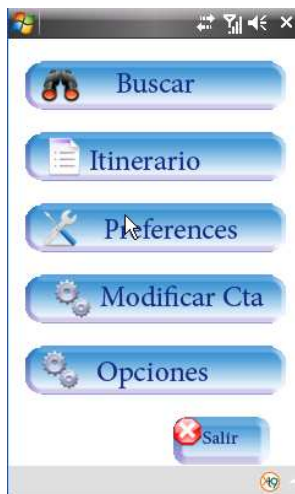 Buscar
Itinerario
Preferences
Modificar Cta
Opciones
Salir